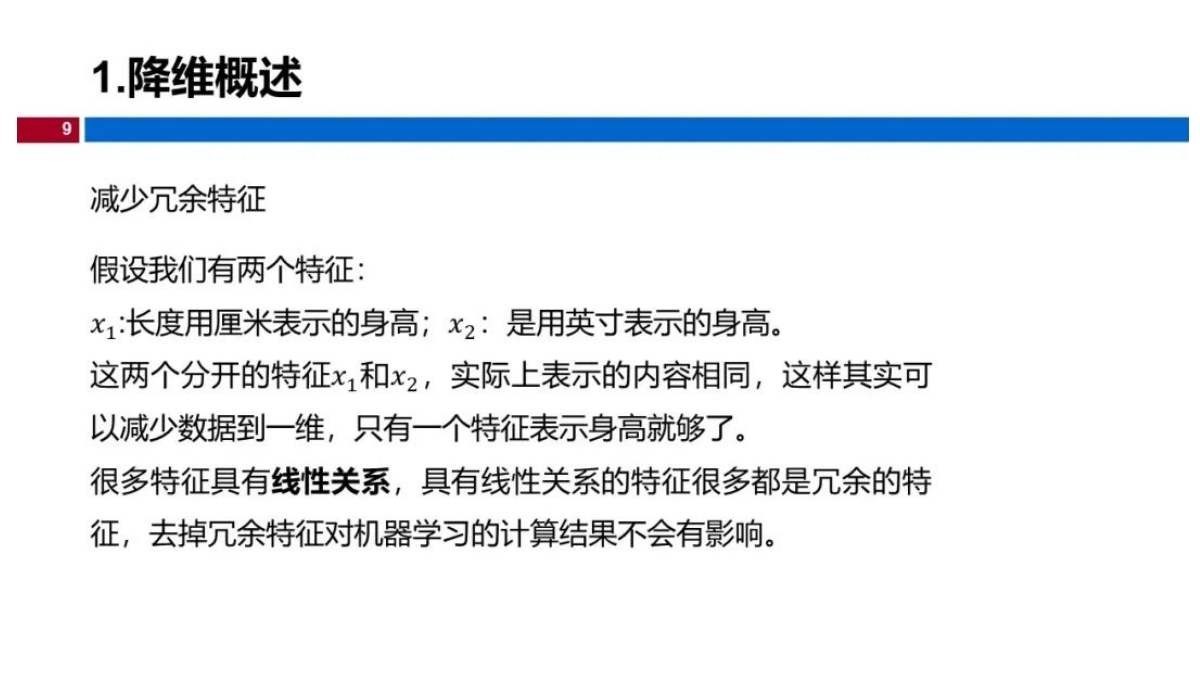 1.降维概述
9
减少冗余特征
假设我们有两个特征：
x₁:长度用厘米表示的身高；x₂：是用英寸表示的身高。
这两个分开的特征x₁和x₂，实际上表示的内容相同，这样其实可
以减少数据到一维，只有一个特征表示身高就够了。
很多特征具有线性关系，具有线性关系的特征很多都是冗余的特
征，去掉冗余特征对机器学习的计算结果不会有影响。